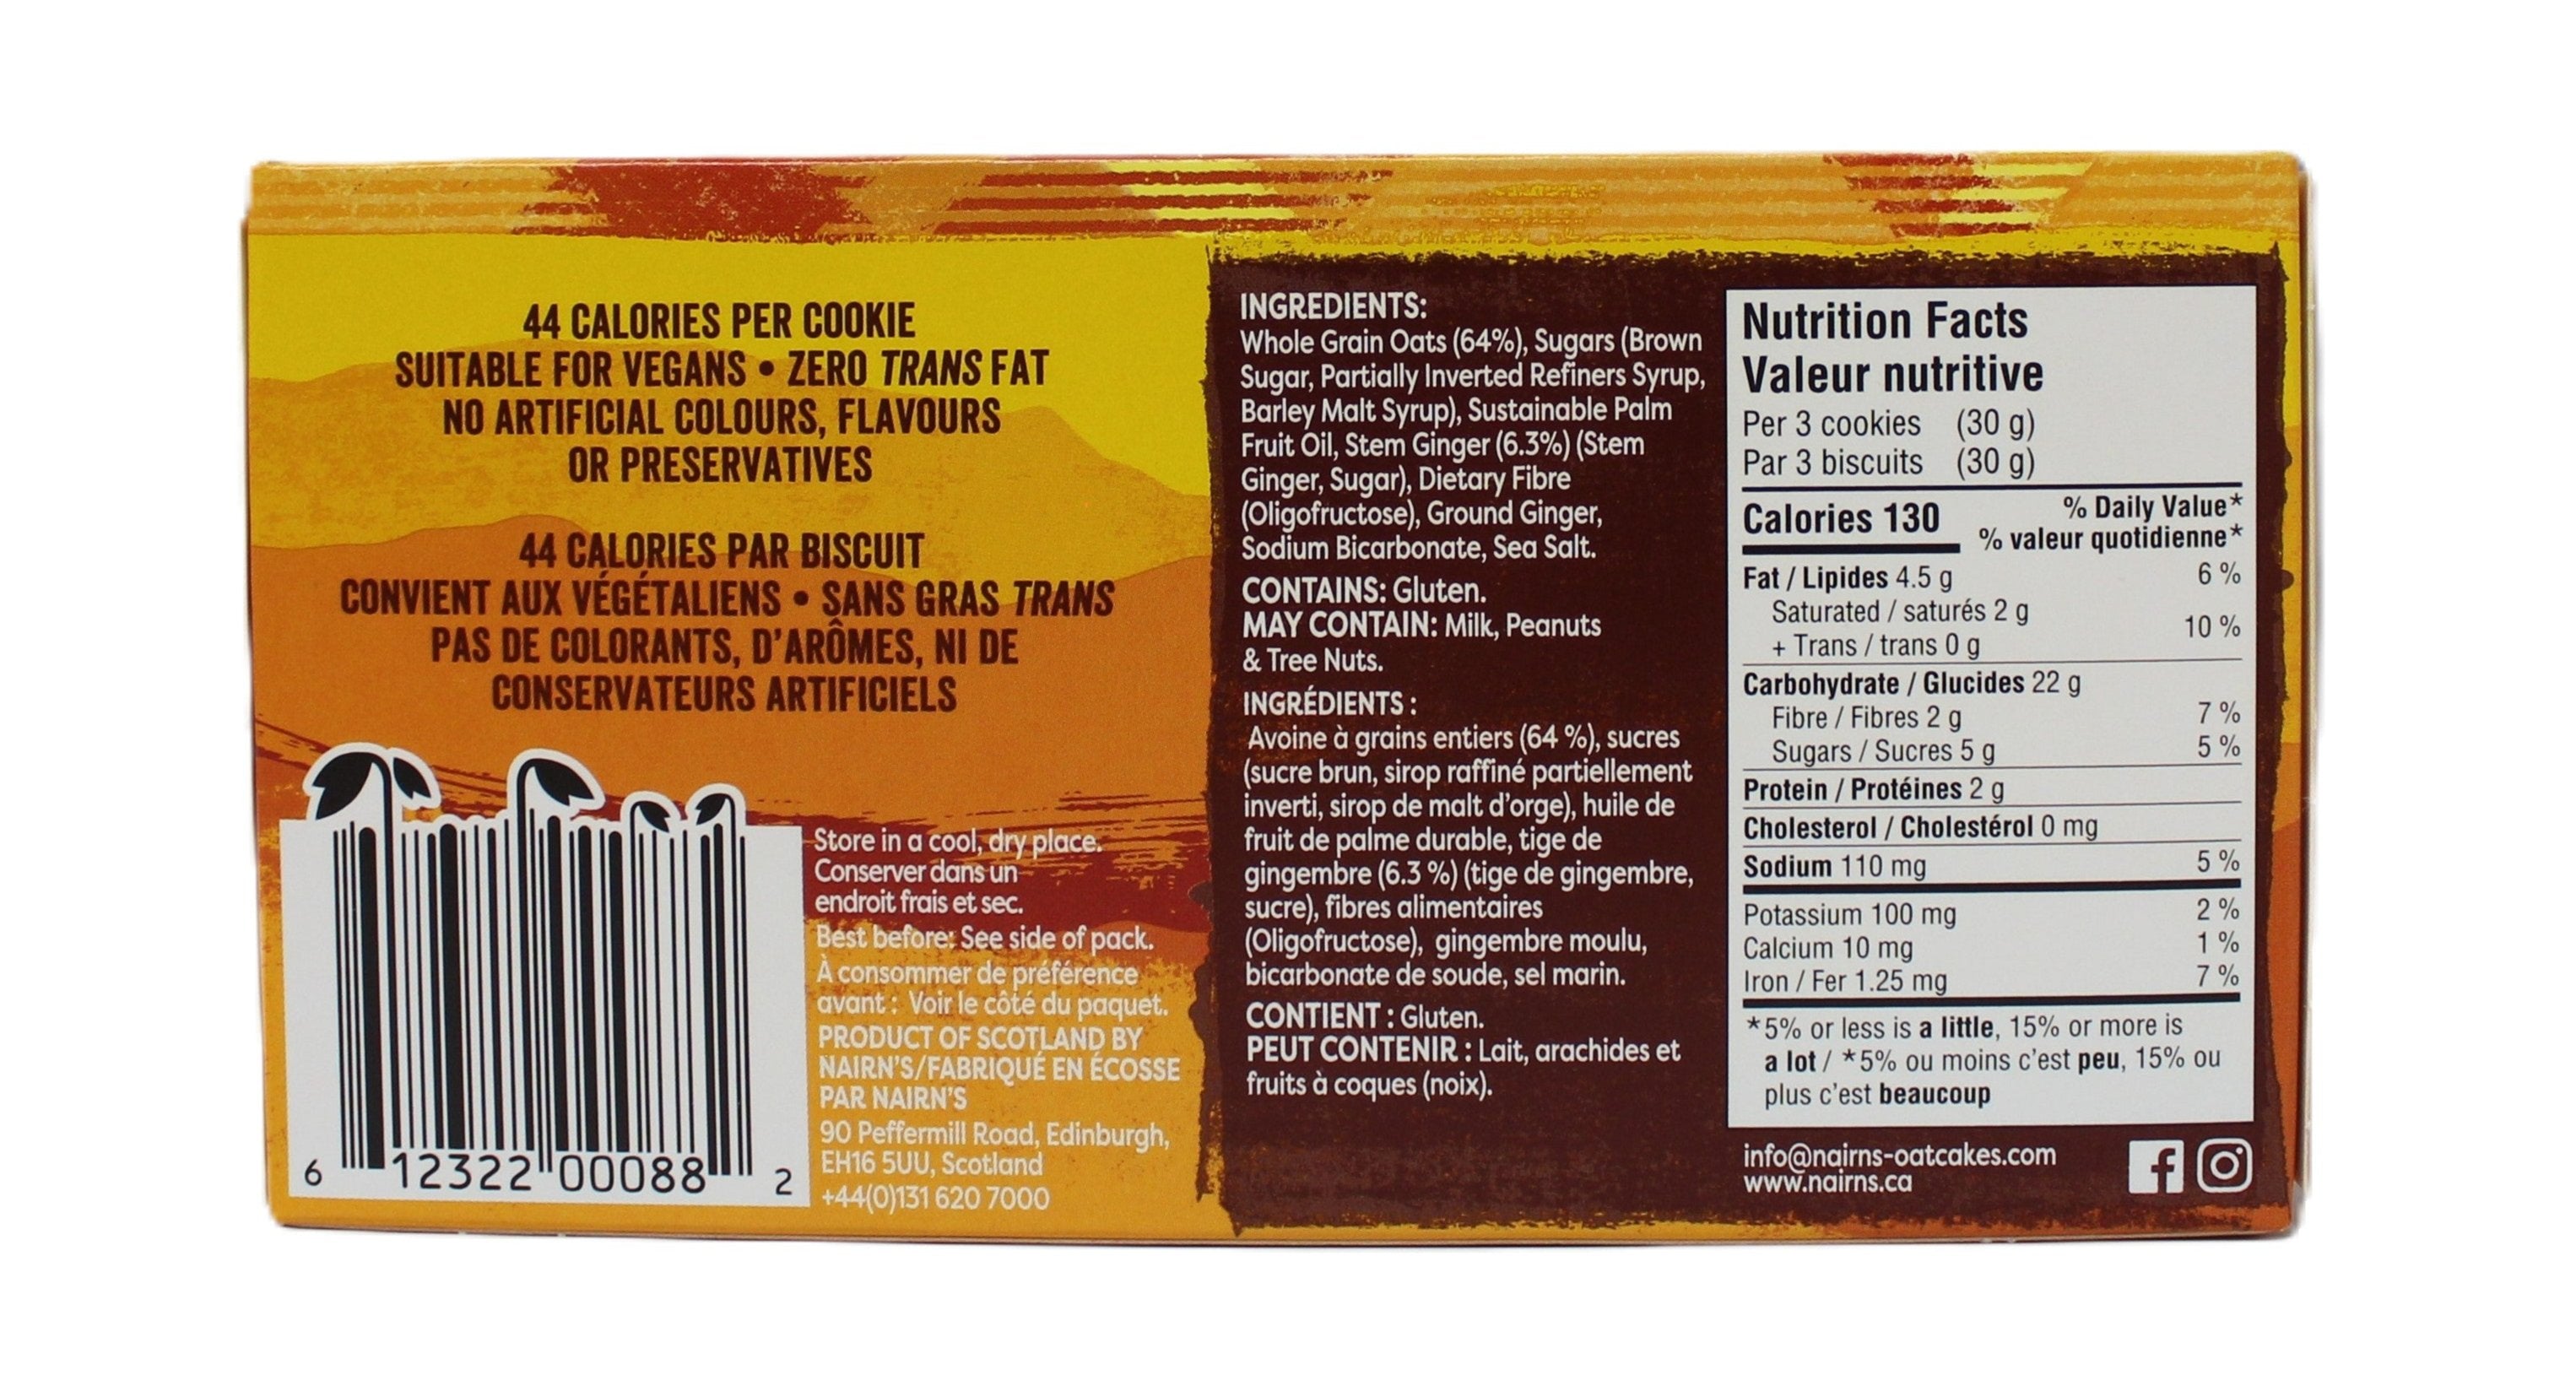 44 CALORIES PER COOKIE
SUITABLE FOR VEGANS • ZERO TRANS FAT
NO ARTIFICIAL COLOURS, FLAVOURS
OR PRESERVATIVES
44 CALORIES PAR BISCUIT
CONVIENT AUX VÉGÉTALIENS • SANS GRAS TRANS
PAS DE COLORANTS, D'ARÔMES, NI DE
CONSERVATEURS ARTIFICIELS
6 12322 00088 2
Store in a cool, dry place.
Conserver dans un
endroit frais et sec.
Best before: See side of pack.
À consommer de préférence
avant : Voir le côté du paquet.
PRODUCT OF SCOTLAND BY
NAIRN'S/FABRIQUÉ EN ÉCOSSE
PAR NAIRN'S
90 Peffermill Road, Edinburgh,
EH16 5UU, Scotland
+44(0)131 620 7000
INGREDIENTS:
Whole Grain Oats (64%), Sugars (Brown
Sugar, Partially Inverted Refiners Syrup,
Barley Malt Syrup), Sustainable Palm
Fruit Oil, Stem Ginger (6.3%) (Stem
Ginger, Sugar), Dietary Fibre
(Oligofructose), Ground Ginger,
Sodium Bicarbonate, Sea Salt.
CONTAINS: Gluten.
MAY CONTAIN: Milk, Peanuts
& Tree Nuts.
INGRÉDIENTS :
Avoine à grains entiers (64 %), sucres
(sucre brun, sirop raffiné partiellement
inverti, sirop de malt d'orge), huile de
fruit de palme durable, tige de
gingembre (6.3 %) (tige de gingembre,
sucre), fibres alimentaires
(Oligofructose), gingembre moulu,
bicarbonate de soude, sel marin.
CONTIENT : Gluten.
PEUT CONTENIR : Lait, arachides et
fruits à coques (noix).
Nutrition Facts
Valeur nutritive
Per 3 cookies (30 g)
Par 3 biscuits (30 g)
Calories 130
% Daily Value*
% valeur quotidienne*
Fat / Lipides 4.5 g 6 %
Saturated / saturés 2 g
+ Trans / trans 0 g 10 %
Carbohydrate / Glucides 22 g
Fibre / Fibres 2 g 7 %
Sugars / Sucres 5 g 5 %
Protein / Protéines 2 g
Cholesterol / Cholestérol 0 mg
Sodium 110 mg 5 %
Potassium 100 mg 2 %
Calcium 10 mg 1 %
Iron / Fer 1.25 mg 7 %
*5% or less is a little, 15% or more is
a lot / *5% ou moins c'est peu, 15% ou
plus c'est beaucoup
info@nairns-oatcakes.com
www.nairns.ca